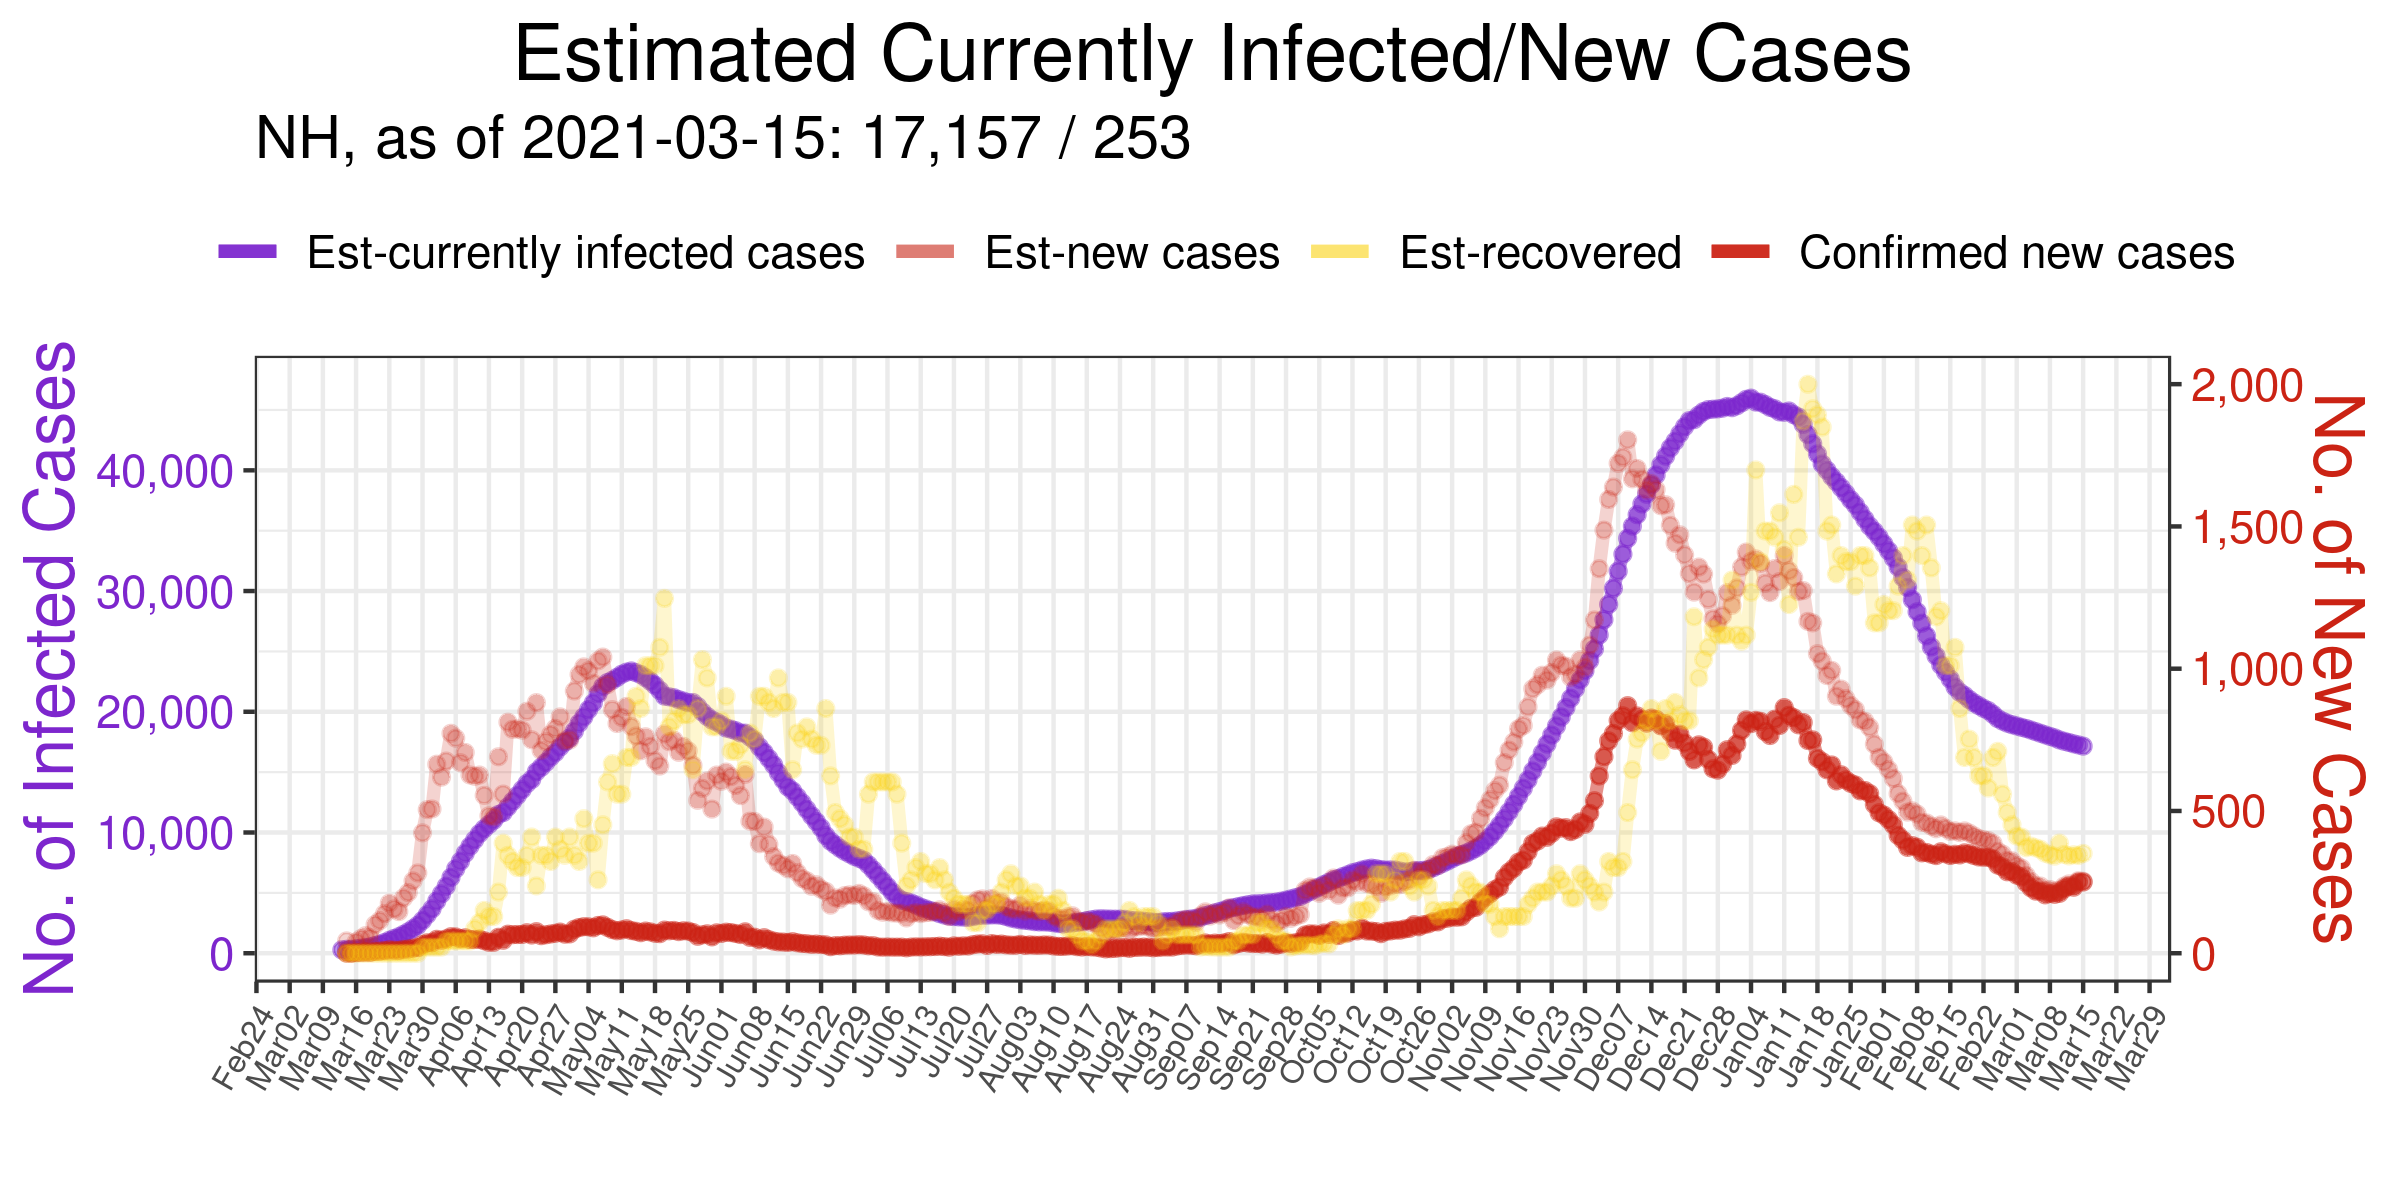 Estimated Currently Infected/New Cases
NH, as of 2021-03-15: 17,157 / 253
Est-currently infected cases
Est-new cases
Est-recovered
Confirmed new cases
No. of Infected Cases
40,000
30,000
20,000
10,000
0
2,000
1,500
1,000
500
0
No. of New Cases
Feb24
Mar02
Mar09
Mar16
Mar23
Mar30
Apr06
Apr13
Apr20
Apr27
May04
May11
May18
May25
Jun01
Jun08
Jun15
Jun22
Jun29
Jul06
Jul13
Jul20
Jul27
Aug03
Aug10
Aug17
Aug24
Aug31
Sep07
Sep14
Sep21
Sep28
Oct05
Oct12
Oct19
Oct26
Nov02
Nov09
Nov16
Nov23
Nov30
Dec07
Dec14
Dec21
Dec28
Jan04
Jan11
Jan18
Jan25
Feb01
Feb08
Feb15
Feb22
Mar01
Mar08
Mar15
Mar22
Mar29